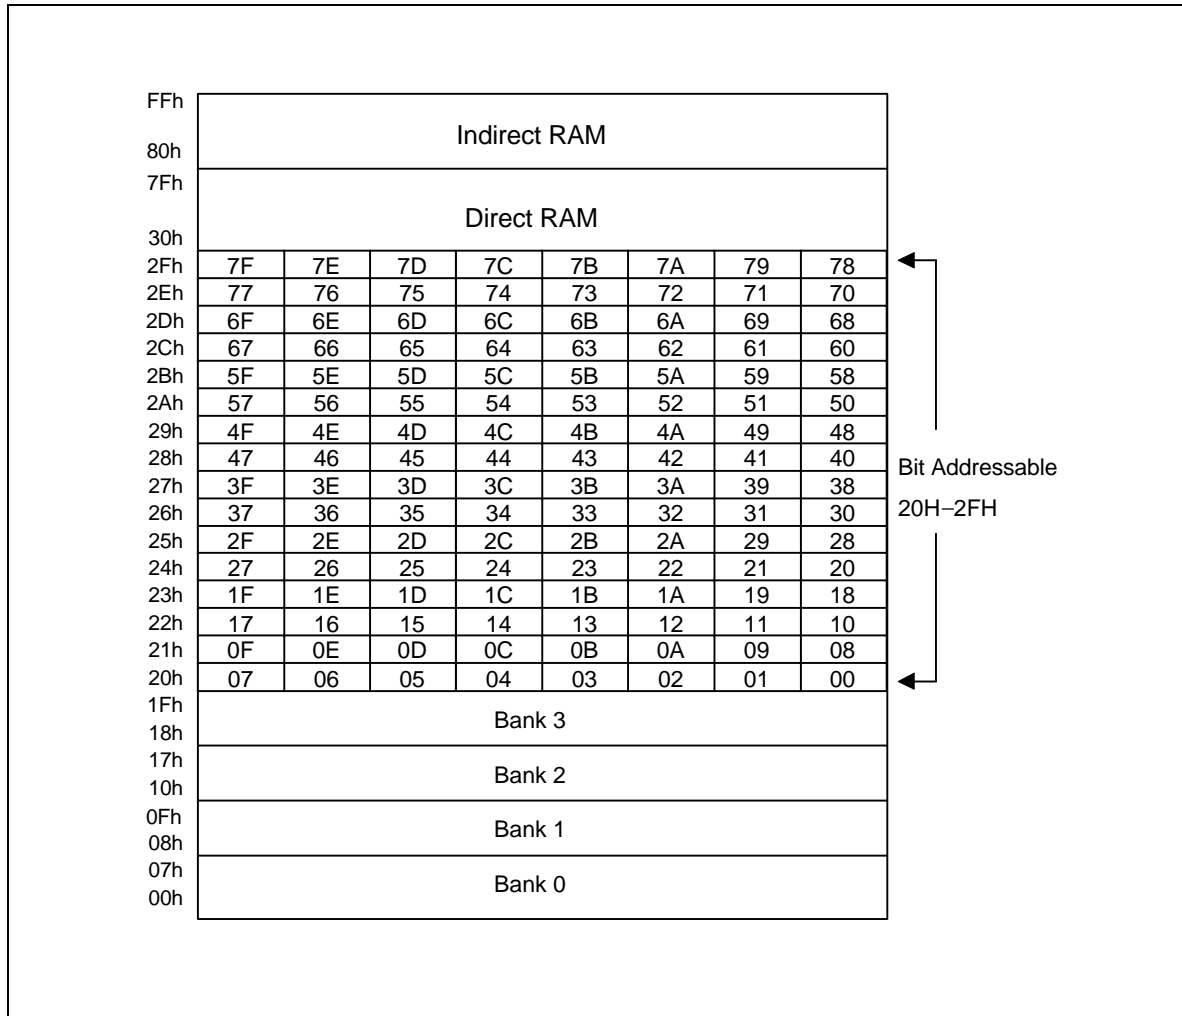 FFh
Indirect RAM
80h
7Fh
Direct RAM
30h
2Fh 7F 7E 7D 7C 7B 7A 79 78
2Eh 77 76 75 74 73 72 71 70
2Dh 6F 6E 6D 6C 6B 6A 69 68
2Ch 67 66 65 64 63 62 61 60
2Bh 5F 5E 5D 5C 5B 5A 59 58
2Ah 57 56 55 54 53 52 51 50
29h 4F 4E 4D 4C 4B 4A 49 48
28h 47 46 45 44 43 42 41 40
Bit Addressable
27h 3F 3E 3D 3C 3B 3A 39 38
20H–2FH
26h 37 36 35 34 33 32 31 30
25h 2F 2E 2D 2C 2B 2A 29 28
24h 27 26 25 24 23 22 21 20
23h 1F 1E 1D 1C 1B 1A 19 18
22h 17 16 15 14 13 12 11 10
21h 0F 0E 0D 0C 0B 0A 09 08
20h 07 06 05 04 03 02 01 00
1Fh
Bank 3
18h
17h
Bank 2
10h
0Fh
Bank 1
08h
07h
Bank 0
00h